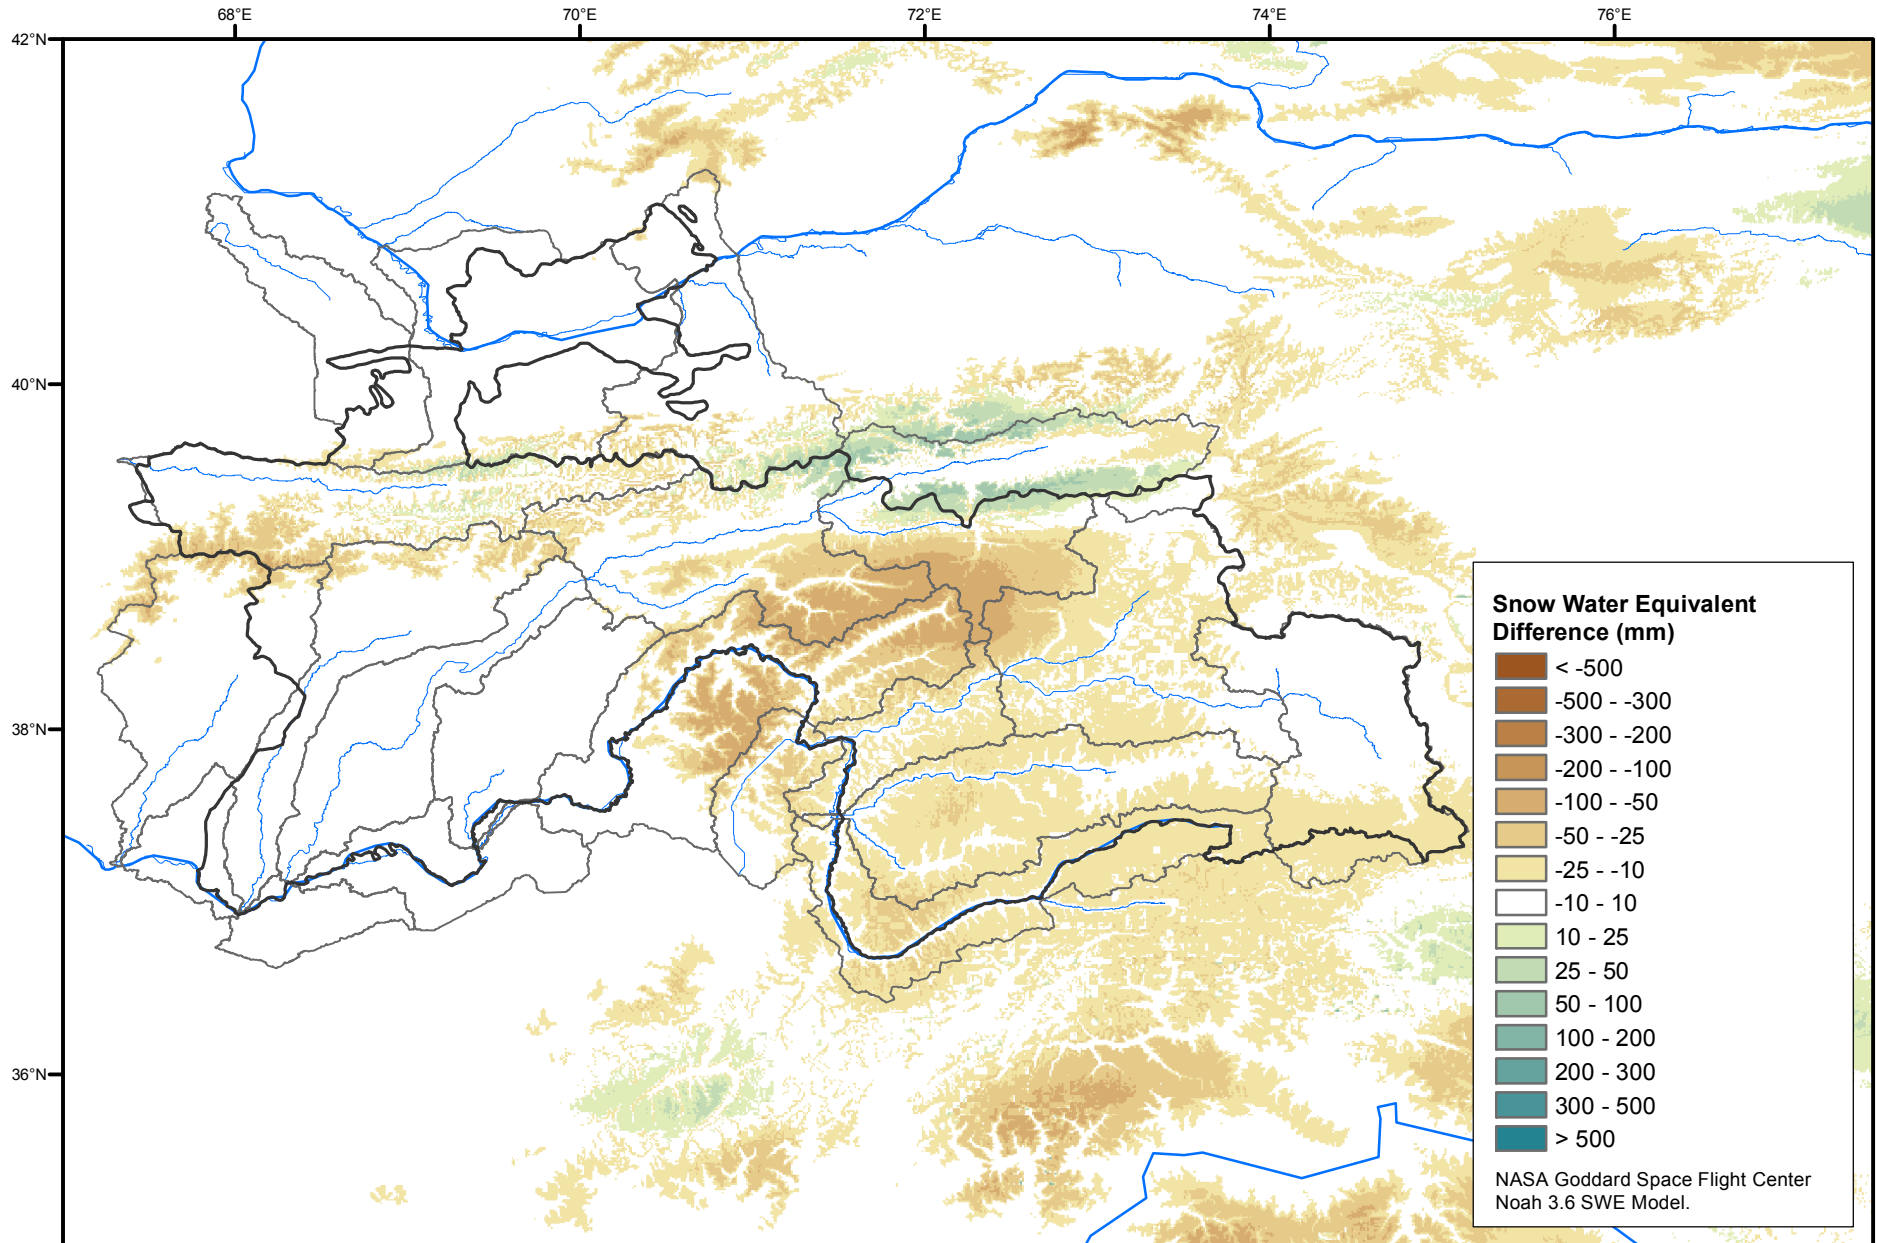 68°E
70°E
72°E
74°E
76°E
42°N
40°N
38°N
36°N
Snow Water Equivalent
Difference (mm)
< -500
-500 - -300
-300 - -200
-200 - -100
-100 - -50
-50 - -25
-25 - -10
-10 - 10
10 - 25
25 - 50
50 - 100
100 - 200
200 - 300
300 - 500
> 500
NASA Goddard Space Flight Center
Noah 3.6 SWE Model.